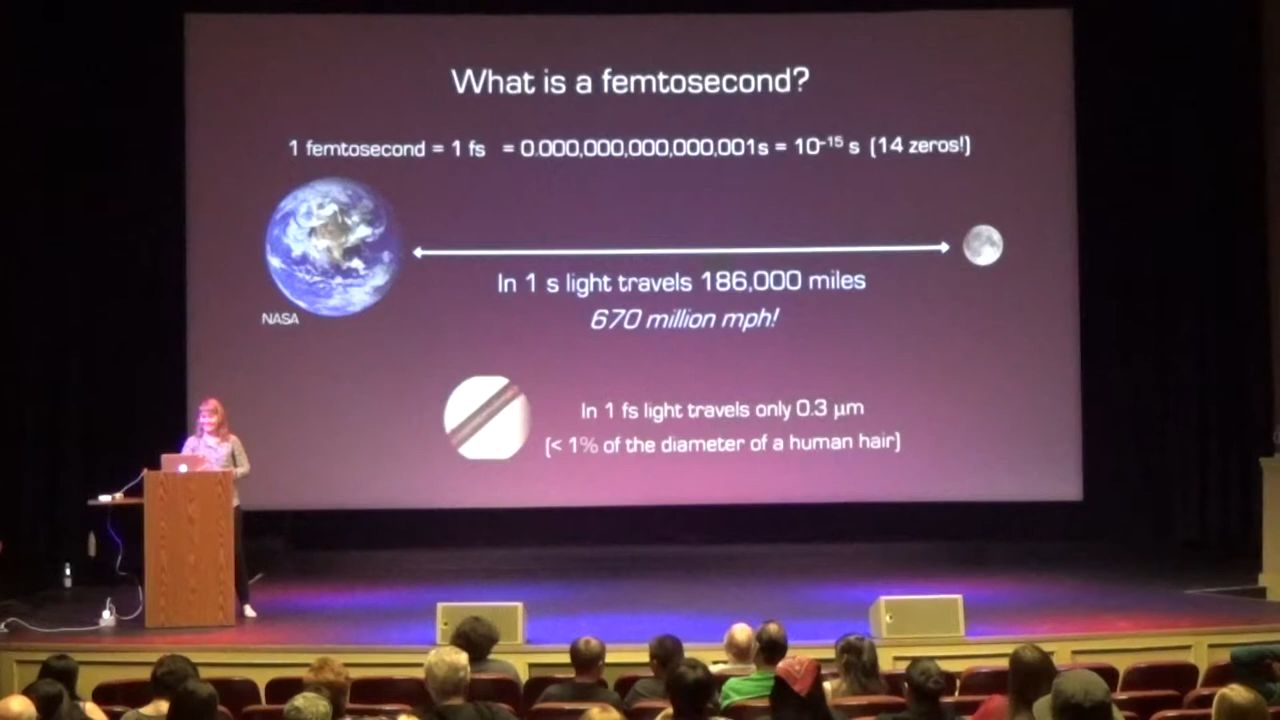 What is a femtosecond?
1 femtosecond = 1 fs = 0.000,000,000,000,001s = 10⁻¹⁵ s (14 zeros!)
In 1 s light travels 186,000 miles
670 million mph!
NASA
In 1 fs light travels only 0.3 µm
(< 1% of the diameter of a human hair)